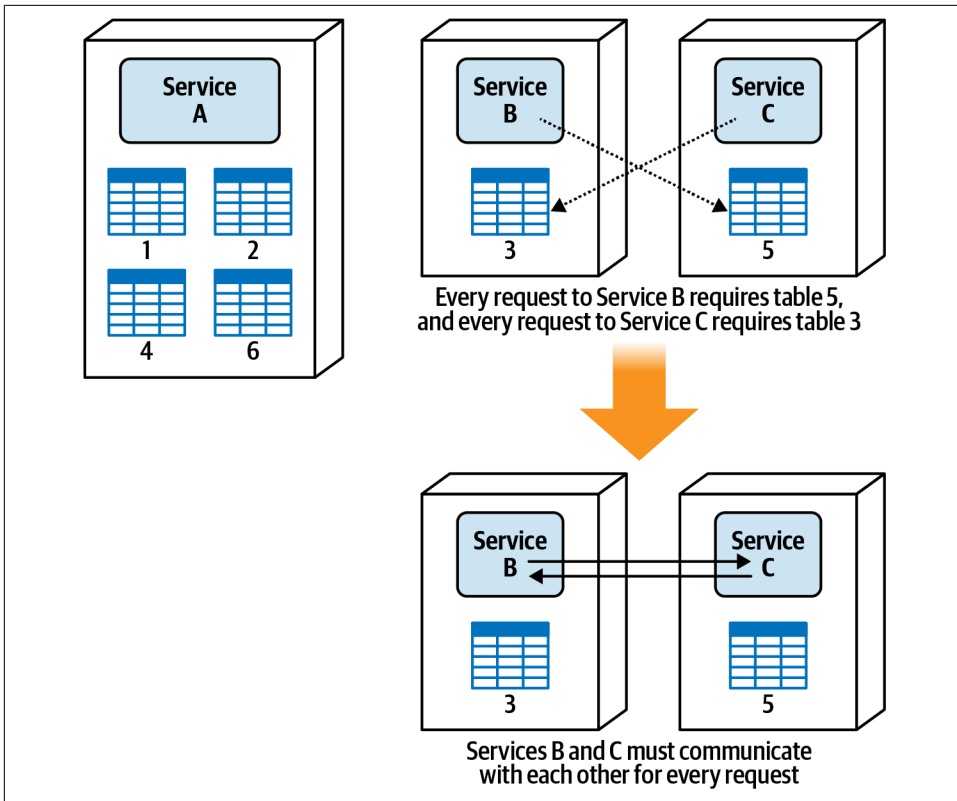 Service
A
1
2
4
6
Service
B
3
Service
C
5
Every request to Service B requires table 5,
and every request to Service C requires table 3
Service
B
3
Service
C
5
Services B and C must communicate
with each other for every request